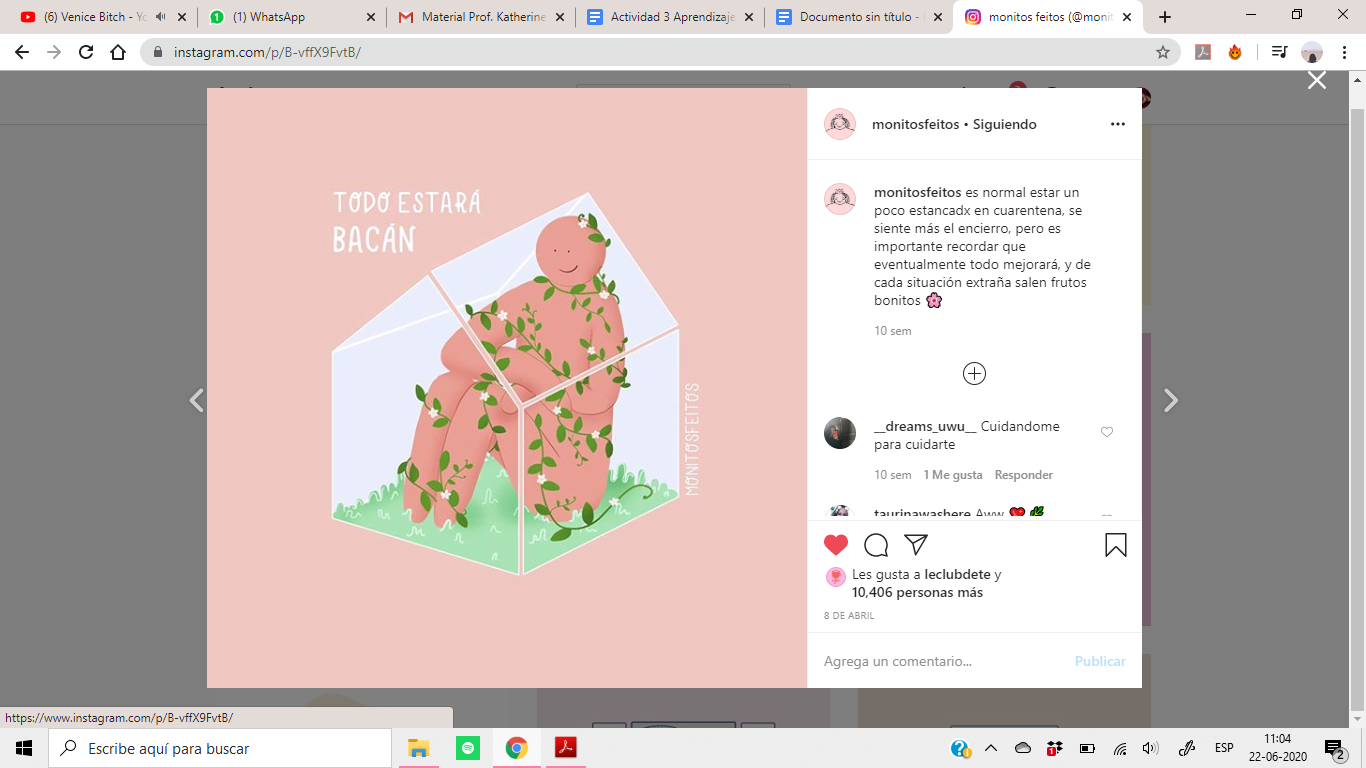 (6) Venice Bitch - Yo
(1) WhatsApp
Material Prof. Katherine
Actividad 3 Aprendizaje
Documento sin título -
monitos feitos (@monit
instagram.com/p/B-vffX9FvtB/
TODO ESTARÁ
BACÁN
MONITOSFEITOS
monitosfeitos • Siguiendo
monitosfeitos es normal estar un
poco estancadx en cuarentena, se
siente más el encierro, pero es
importante recordar que
eventualmente todo mejorará, y de
cada situación extraña salen frutos
bonitos 🌸
10 sem
__dreams_uwu__ Cuidandome
para cuidarte
10 sem 1 Me gusta Responder
taurinawashere Aww ❤️🌿
Les gusta a leclubdete y
10,406 personas más
8 DE ABRIL
Agrega un comentario... Publicar
https://www.instagram.com/p/B-vffX9FvtB/
Escribe aquí para buscar
ESP
11:04
22-06-2020
2